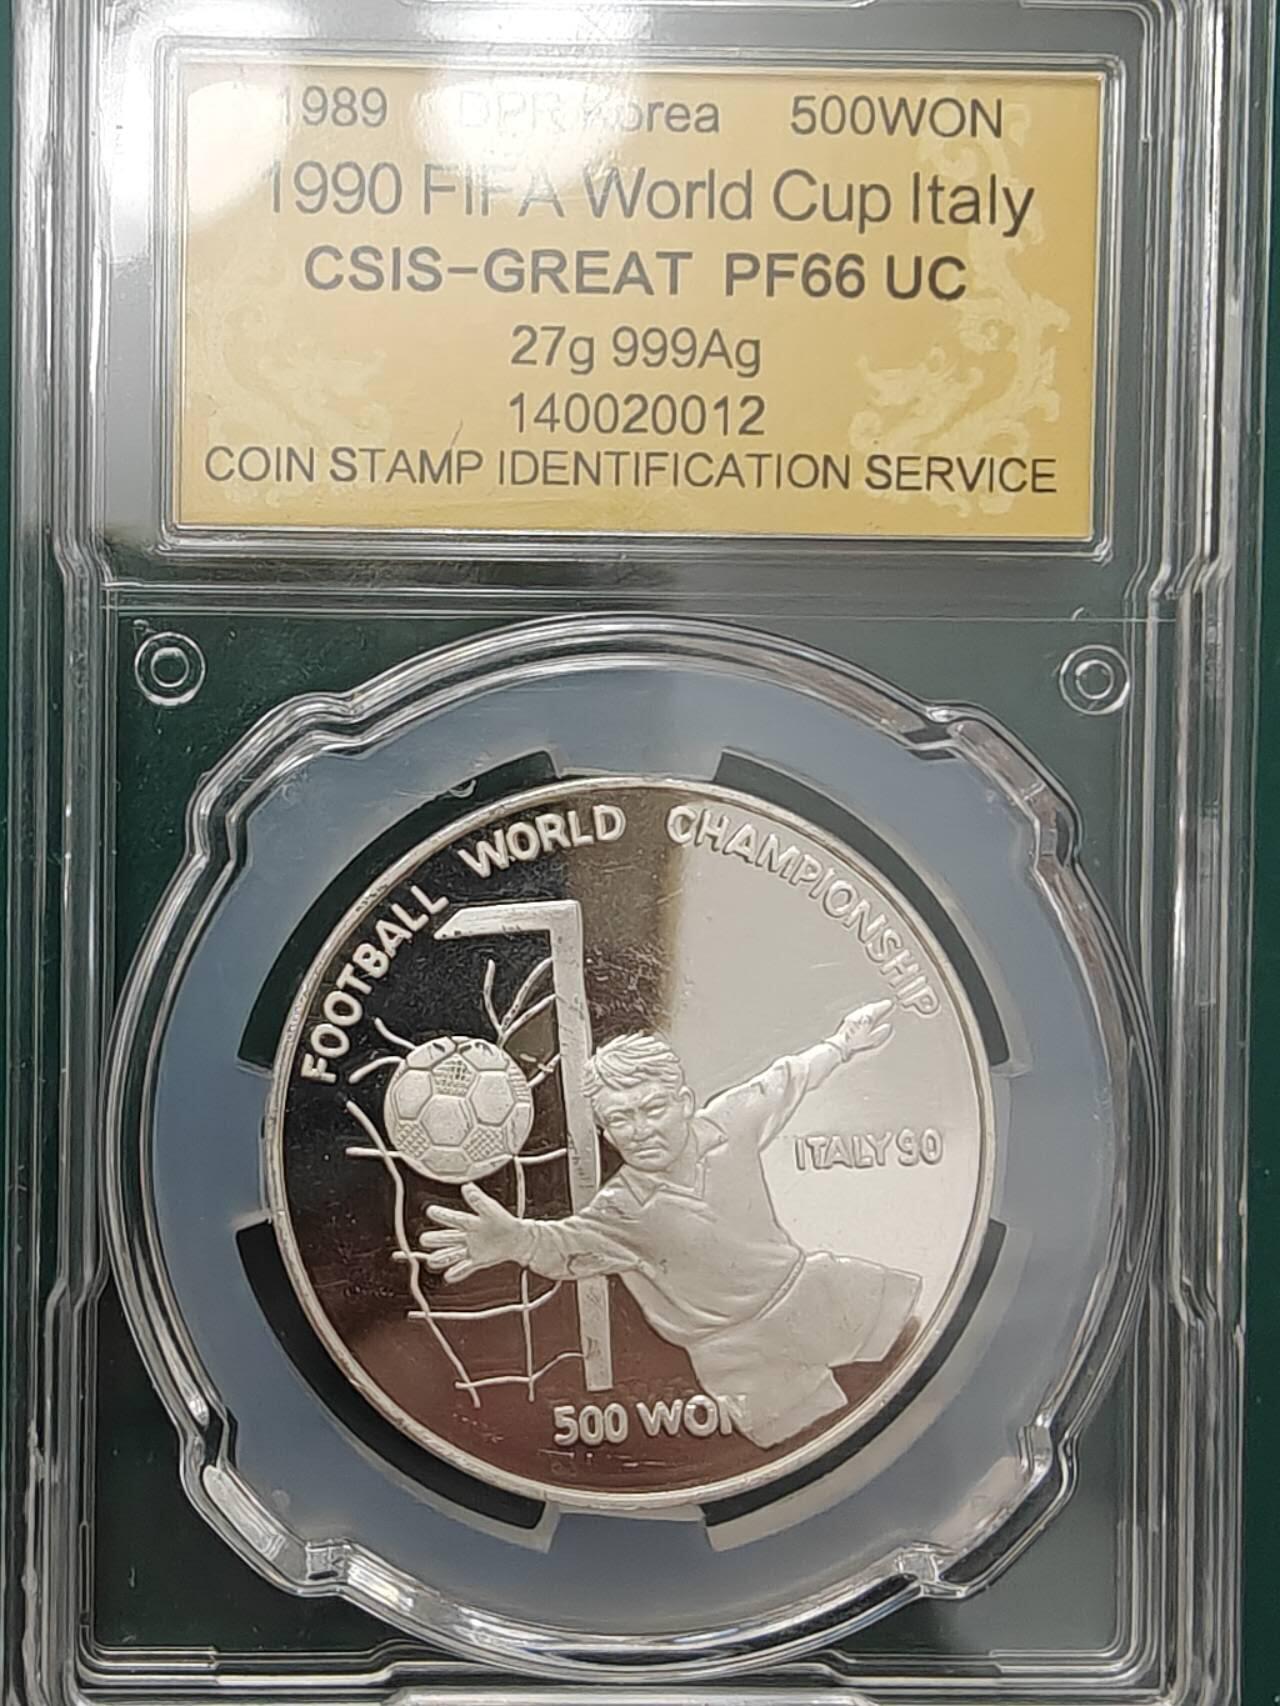 1989 DPR Korea 500WON
1990 FIFA World Cup Italy
CSIS-GREAT PF66 UC
27g 999Ag
140020012
COIN STAMP IDENTIFICATION SERVICE
FOOTBALL WORLD CHAMPIONSHIP
ITALY 90
500 WON